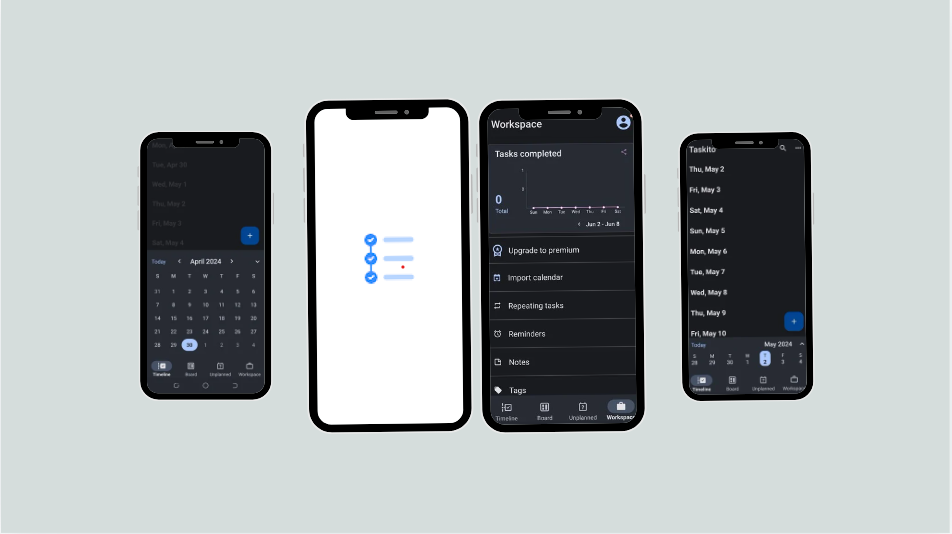 Mon, A
Tue, Apr 30
Wed, May 1
Thu, May 2
Fri, May 3
Sat, May 4
+
Today < April 2024 >
S M T W T F S
31 1 2 3 4 5 6
7 8 9 10 11 12 13
14 15 16 17 18 19 20
21 22 23 24 25 26 27
28 29 30 1 2 3 4
Timeline Board Unplanned Workspace
Workspace
Tasks completed
1
0
Total
Sun Mon Tue Wed Thu Fri Sat
< Jun 2 - Jun 8
Upgrade to premium
Import calendar
Repeating tasks
Reminders
Notes
Tags
Timeline Board Unplanned Workspac
Taskito
Thu, May 2
Fri, May 3
Sat, May 4
Sun, May 5
Mon, May 6
Tue, May 7
Wed, May 8
Thu, May 9
Fri, May 10
+
Today May 2024
S M T W T F S
28 29 30 1 2 3 4
Timeline Board Unplanned Workspac